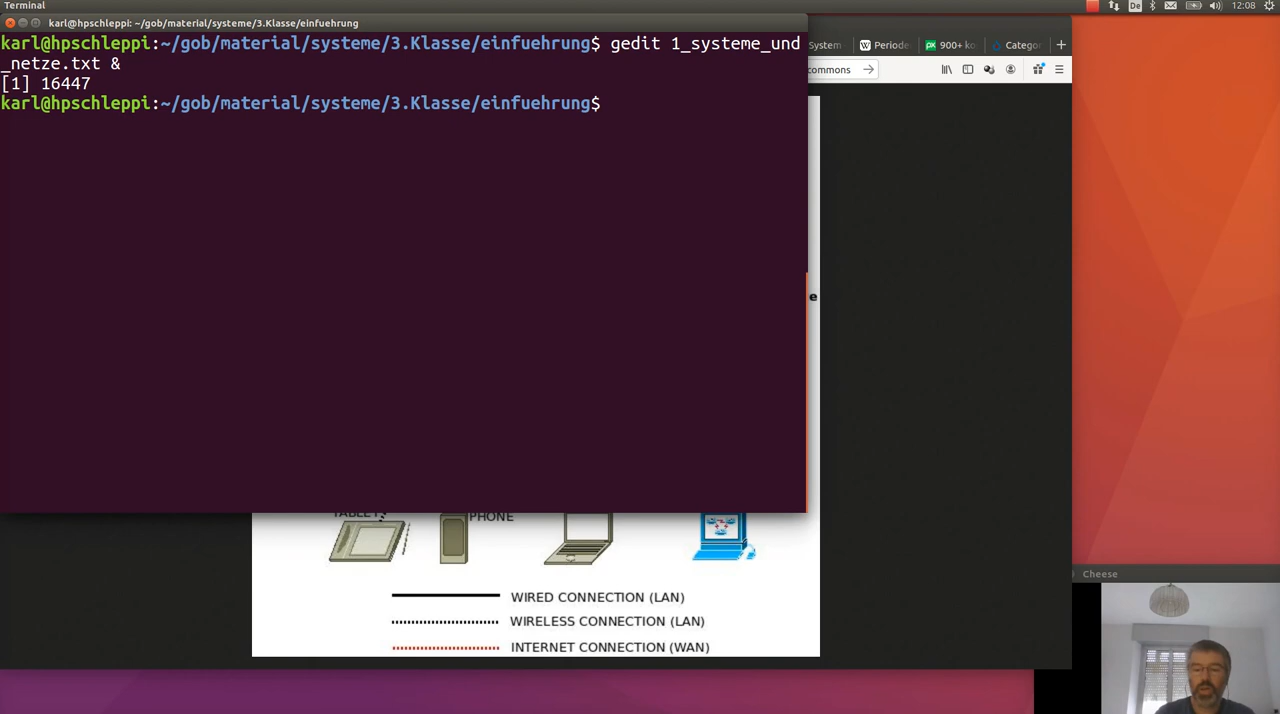 Terminal
De
12:08
karl@hpschleppi: ~/gob/material/systeme/3.Klasse/einfuehrung
karl@hpschleppi:~/gob/material/systeme/3.Klasse/einfuehrung$ gedit 1_systeme_und
_netze.txt &
[1] 16447
karl@hpschleppi:~/gob/material/systeme/3.Klasse/einfuehrung$
System
W Periode
px 900+ ko
Categor
commons
e
PHONE
WIRED CONNECTION (LAN)
WIRELESS CONNECTION (LAN)
INTERNET CONNECTION (WAN)
Cheese